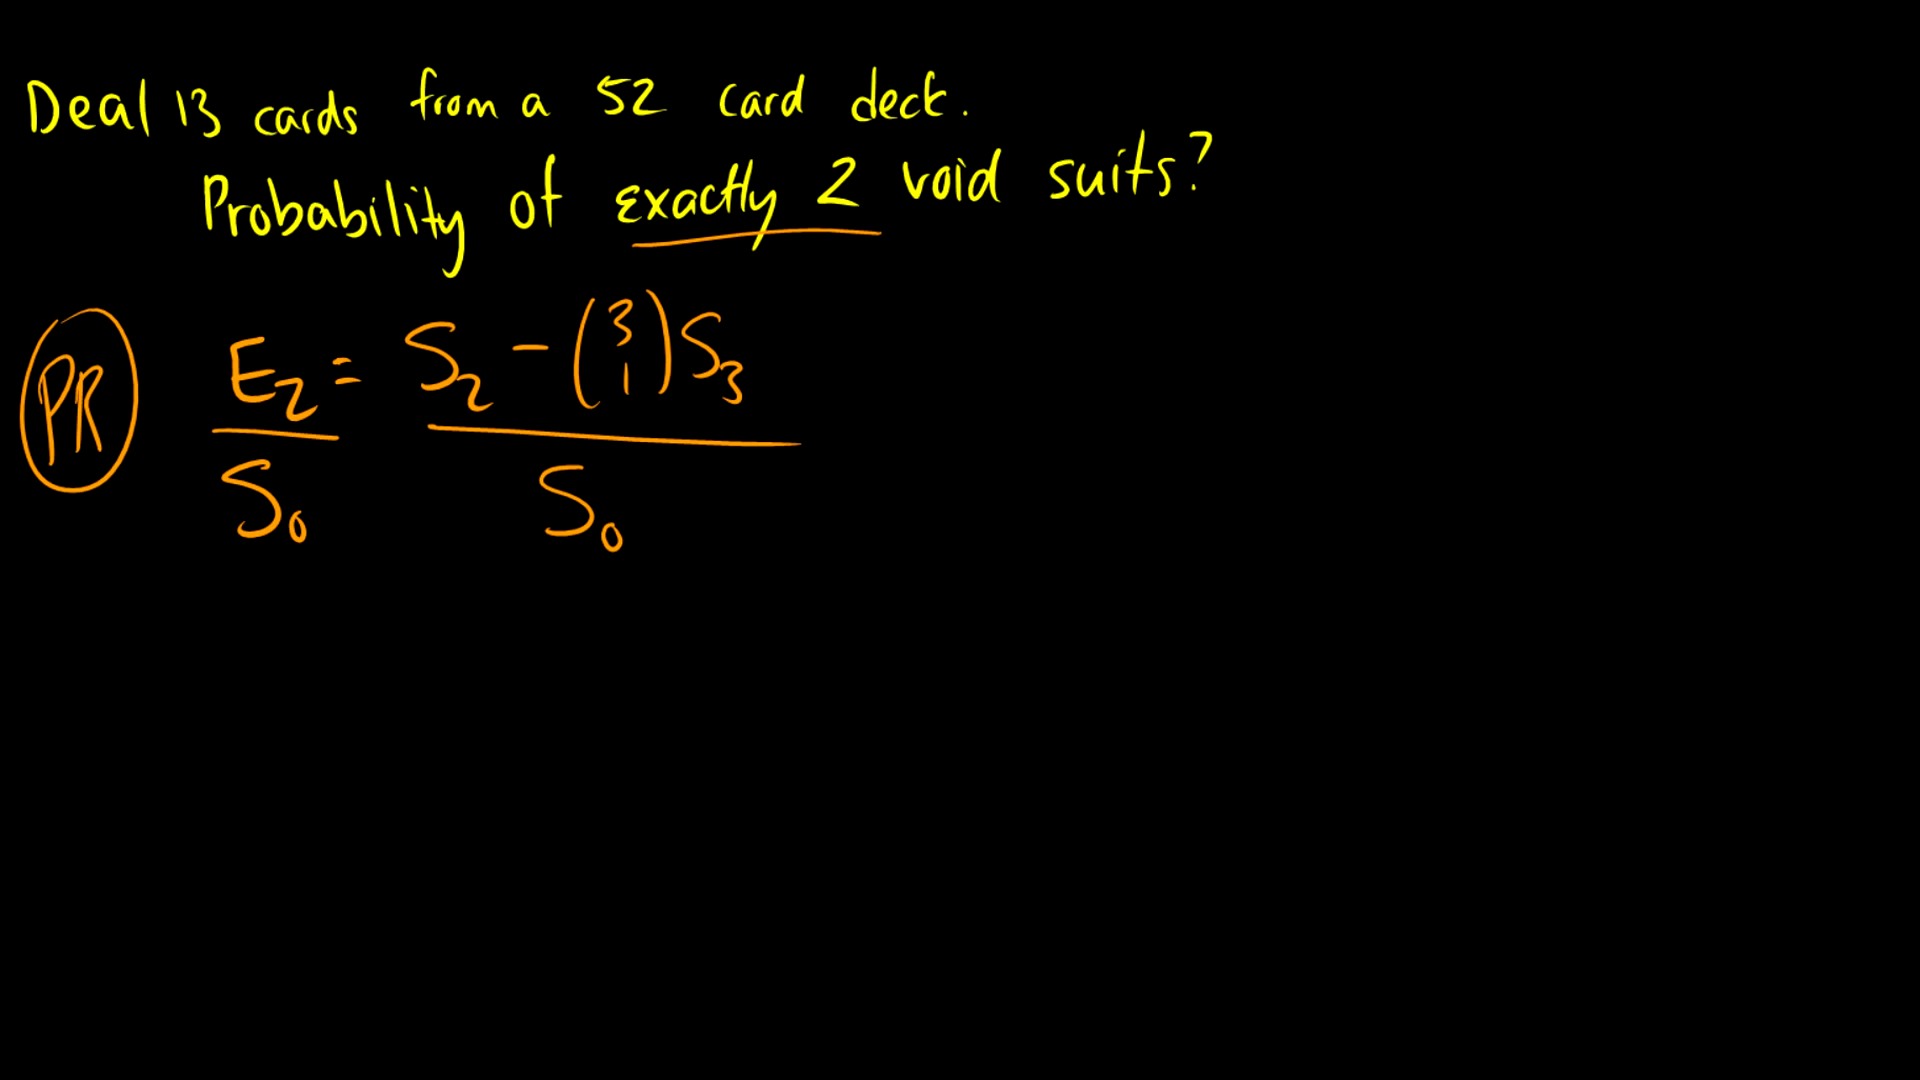 Deal 13 cards from a 52 card deck.
Probability of exactly 2 void suits?
PR E₂ = S₂ - (3 1) S₃
S₀ S₀